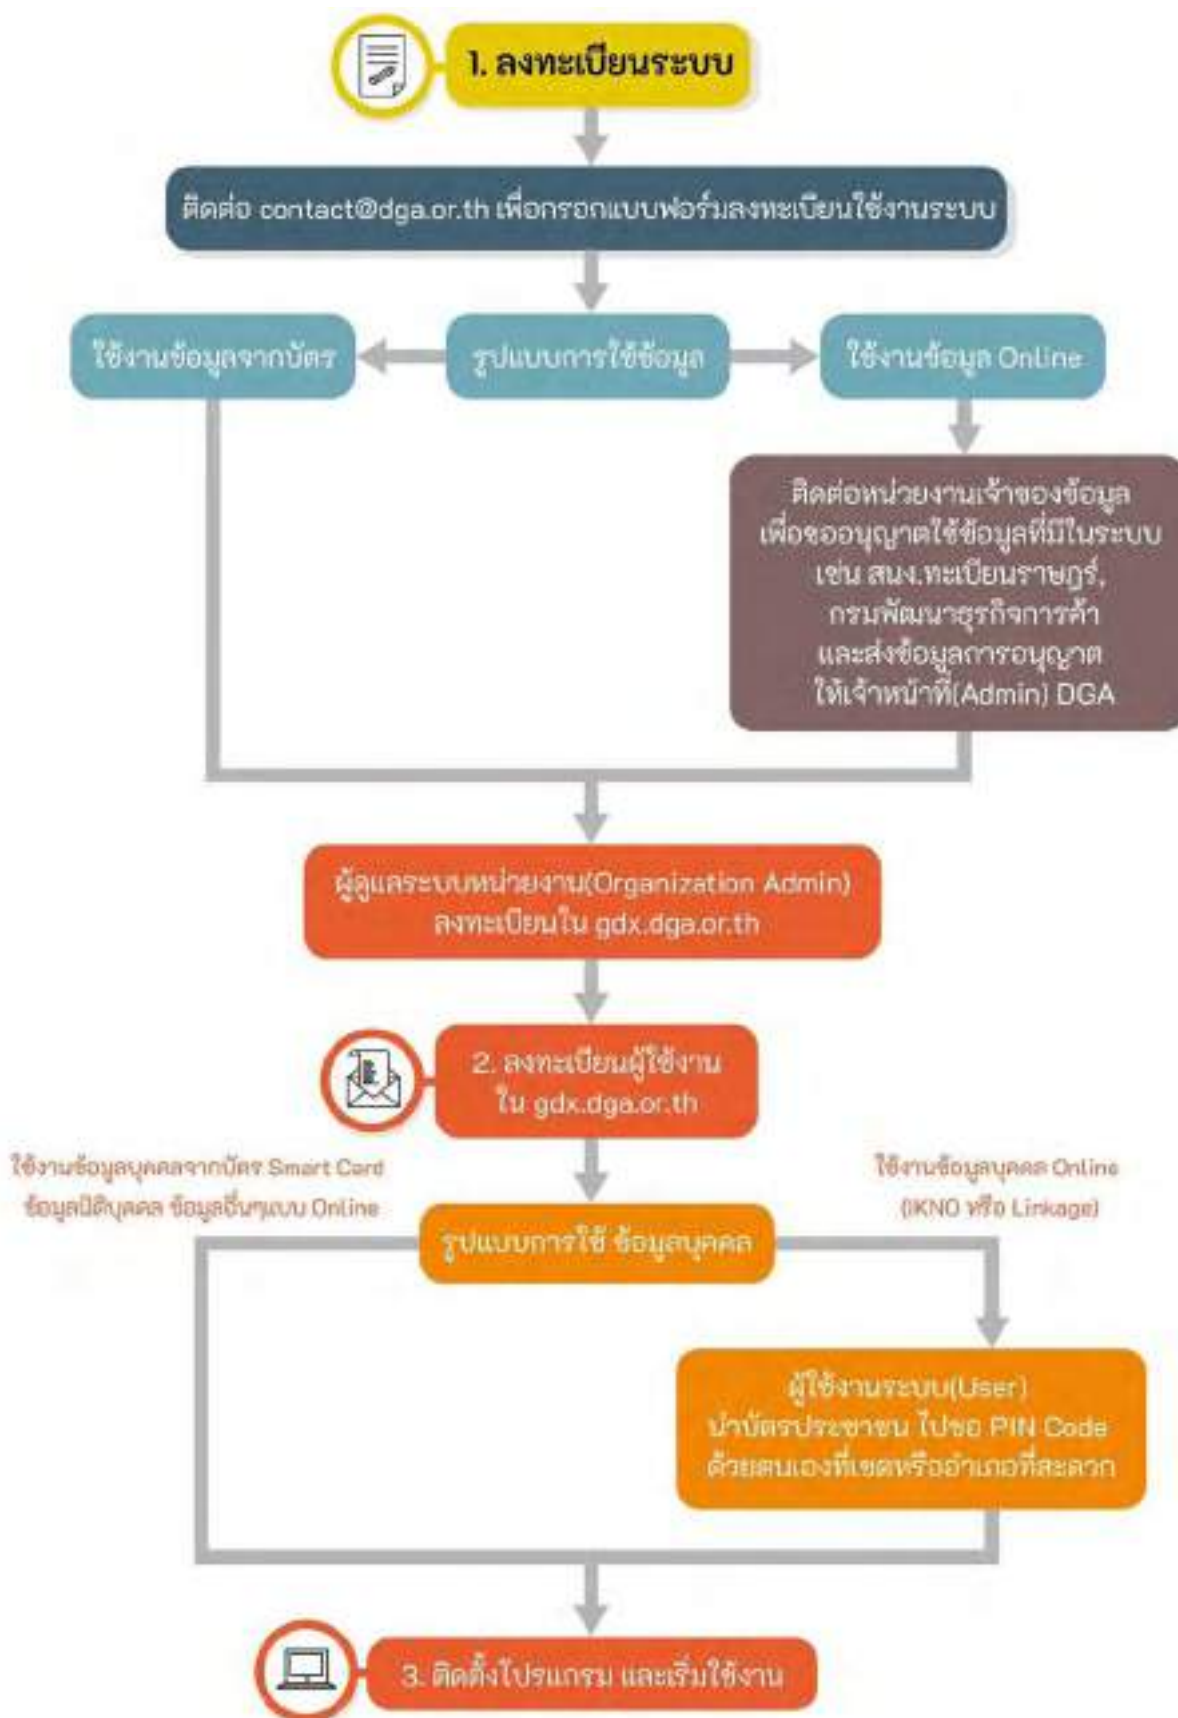 1. ลงทะเบียนระบบ
ติดต่อ contact@dga.or.th เพื่อกรอกแบบฟอร์มลงทะเบียนใช้งานระบบ
ใช้งานข้อมูลจากบัตร
รูปแบบการใช้ข้อมูล
ใช้งานข้อมูล Online
ติดต่อหน่วยงานเจ้าของข้อมูล
เพื่อขออนุญาตใช้ข้อมูลที่มีในระบบ
เช่น สนง.ทะเบียนราษฎร์,
กรมพัฒนาธุรกิจการค้า
และส่งข้อมูลการอนุญาต
ให้เจ้าหน้าที่(Admin) DGA
ผู้ดูแลระบบหน่วยงาน(Organization Admin)
ลงทะเบียนใน gdx.dga.or.th
2. ลงทะเบียนผู้ใช้งาน
ใน gdx.dga.or.th
ใช้งานข้อมูลบุคคลจากบัตร Smart Card
ข้อมูลนิติบุคคล ข้อมูลอื่นๆแบบ Online
ใช้งานข้อมูลบุคคล Online
(IKNO หรือ Linkage)
รูปแบบการใช้ ข้อมูลบุคคล
ผู้ใช้งานระบบ(User)
นำบัตรประชาชน ไปขอ PIN Code
ด้วยตนเองที่เขตหรืออำเภอที่สะดวก
3. ติดตั้งโปรแกรม และเริ่มใช้งาน